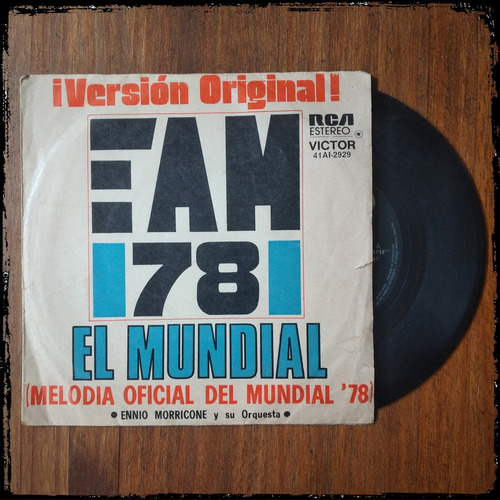 ¡Versión Original!
RCA
ESTEREO
VICTOR
41AI-2929
EAM
78
EL MUNDIAL
(MELODIA OFICIAL DEL MUNDIAL '78)
• ENNIO MORRICONE y su Orquesta •